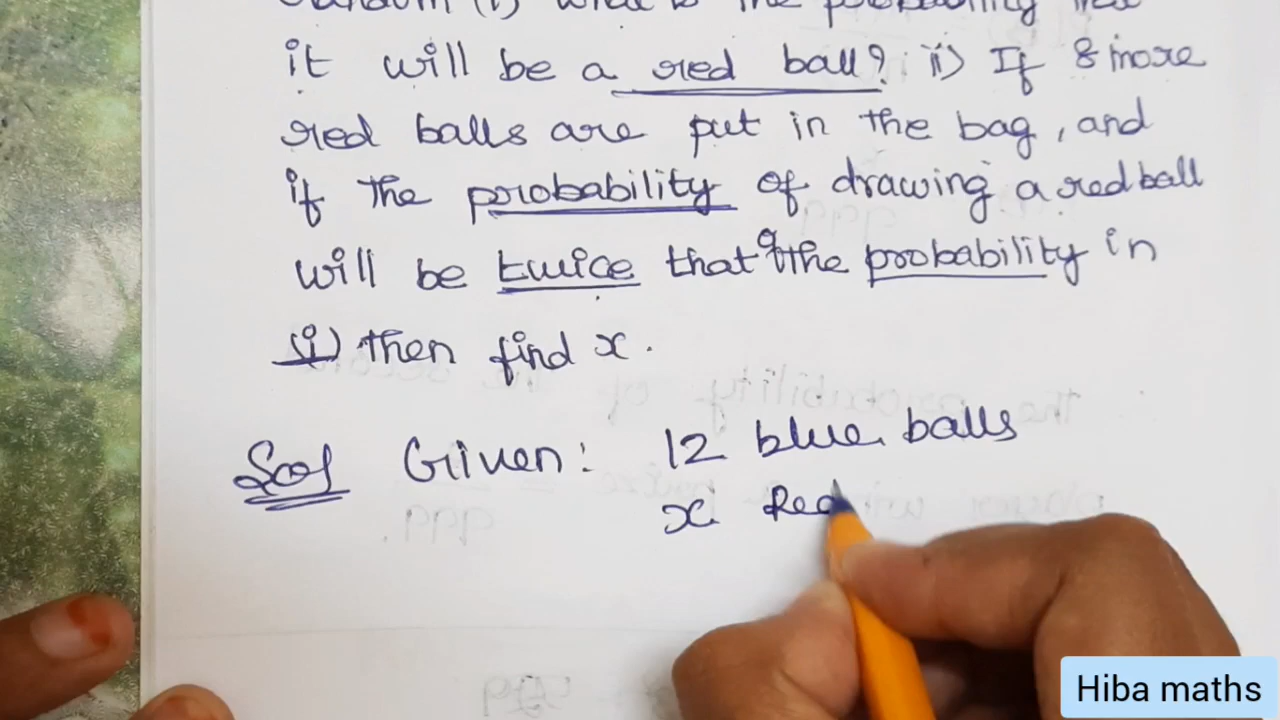 it will be a red ball? ii) If 8 more
red balls are put in the bag, and
if the probability of drawing a red ball
will be twice that of the probability in
(i) then find x.
Sol Given: 12 blue balls
x Red
Hiba maths